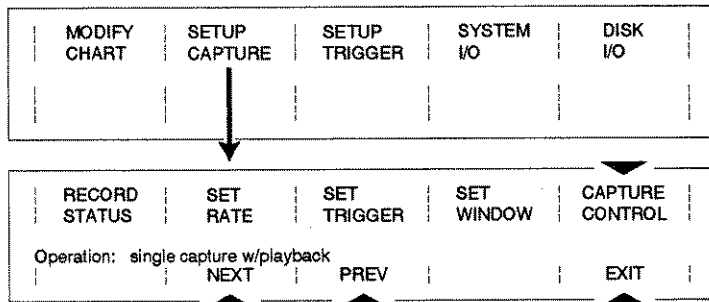 MODIFY SETUP SETUP SYSTEM DISK
CHART CAPTURE TRIGGER I/O I/O
RECORD SET SET SET CAPTURE
STATUS RATE TRIGGER WINDOW CONTROL
Operation: single capture w/playback
NEXT PREV EXIT